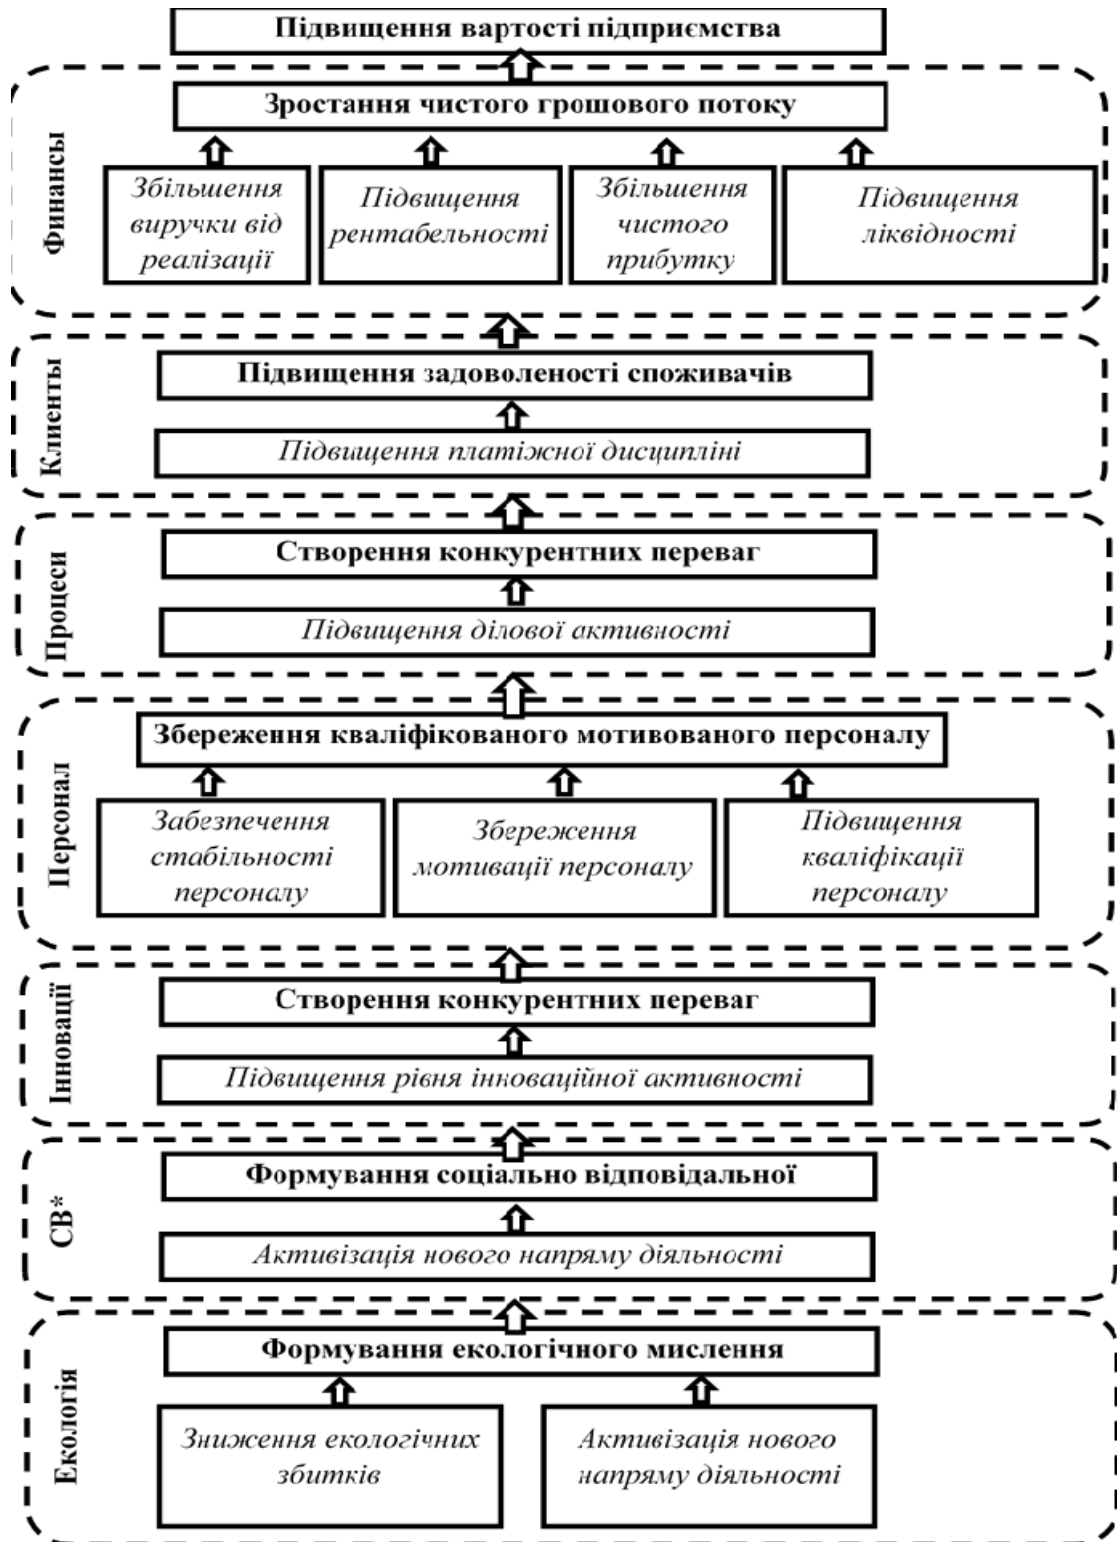 Підвищення вартості підприємства
Финансы
Зростання чистого грошового потоку
Збільшення
виручки від
реалізації
Підвищення
рентабельності
Збільшення
чистого
прибутку
Підвищення
ліквідності
Клиенты
Підвищення задоволеності споживачів
Підвищення платіжної дисципліні
Процеси
Створення конкурентних переваг
Підвищення ділової активності
Персонал
Збереження кваліфікованого мотивованого персоналу
Забезпечення
стабільності
персоналу
Збереження
мотивації персоналу
Підвищення
кваліфікації
персоналу
Інновації
Створення конкурентних переваг
Підвищення рівня інноваційної активності
СВ*
Формування соціально відповідальної
Активізація нового напряму діяльності
Екологія
Формування екологічного мислення
Зниження екологічних
збитків
Активізація нового
напряму діяльності